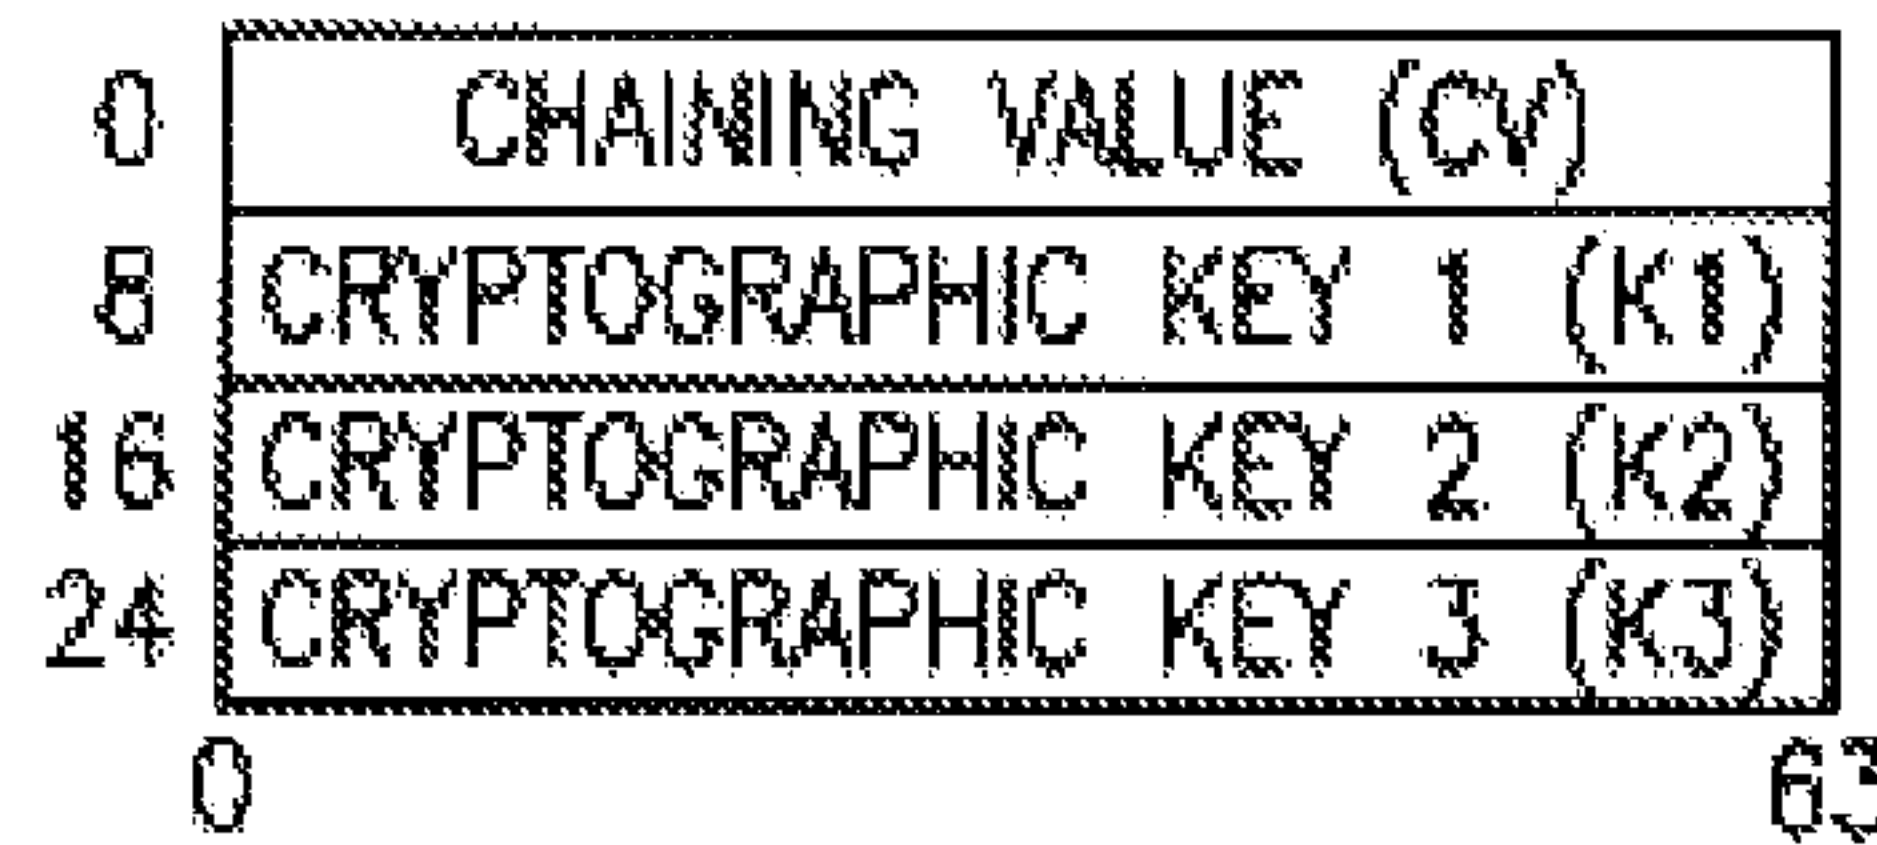 0 CHAINING VALUE (CV)
8 CRYPTOGRAPHIC KEY 1 (K1)
16 CRYPTOGRAPHIC KEY 2 (K2)
24 CRYPTOGRAPHIC KEY 3 (K3)
0 63